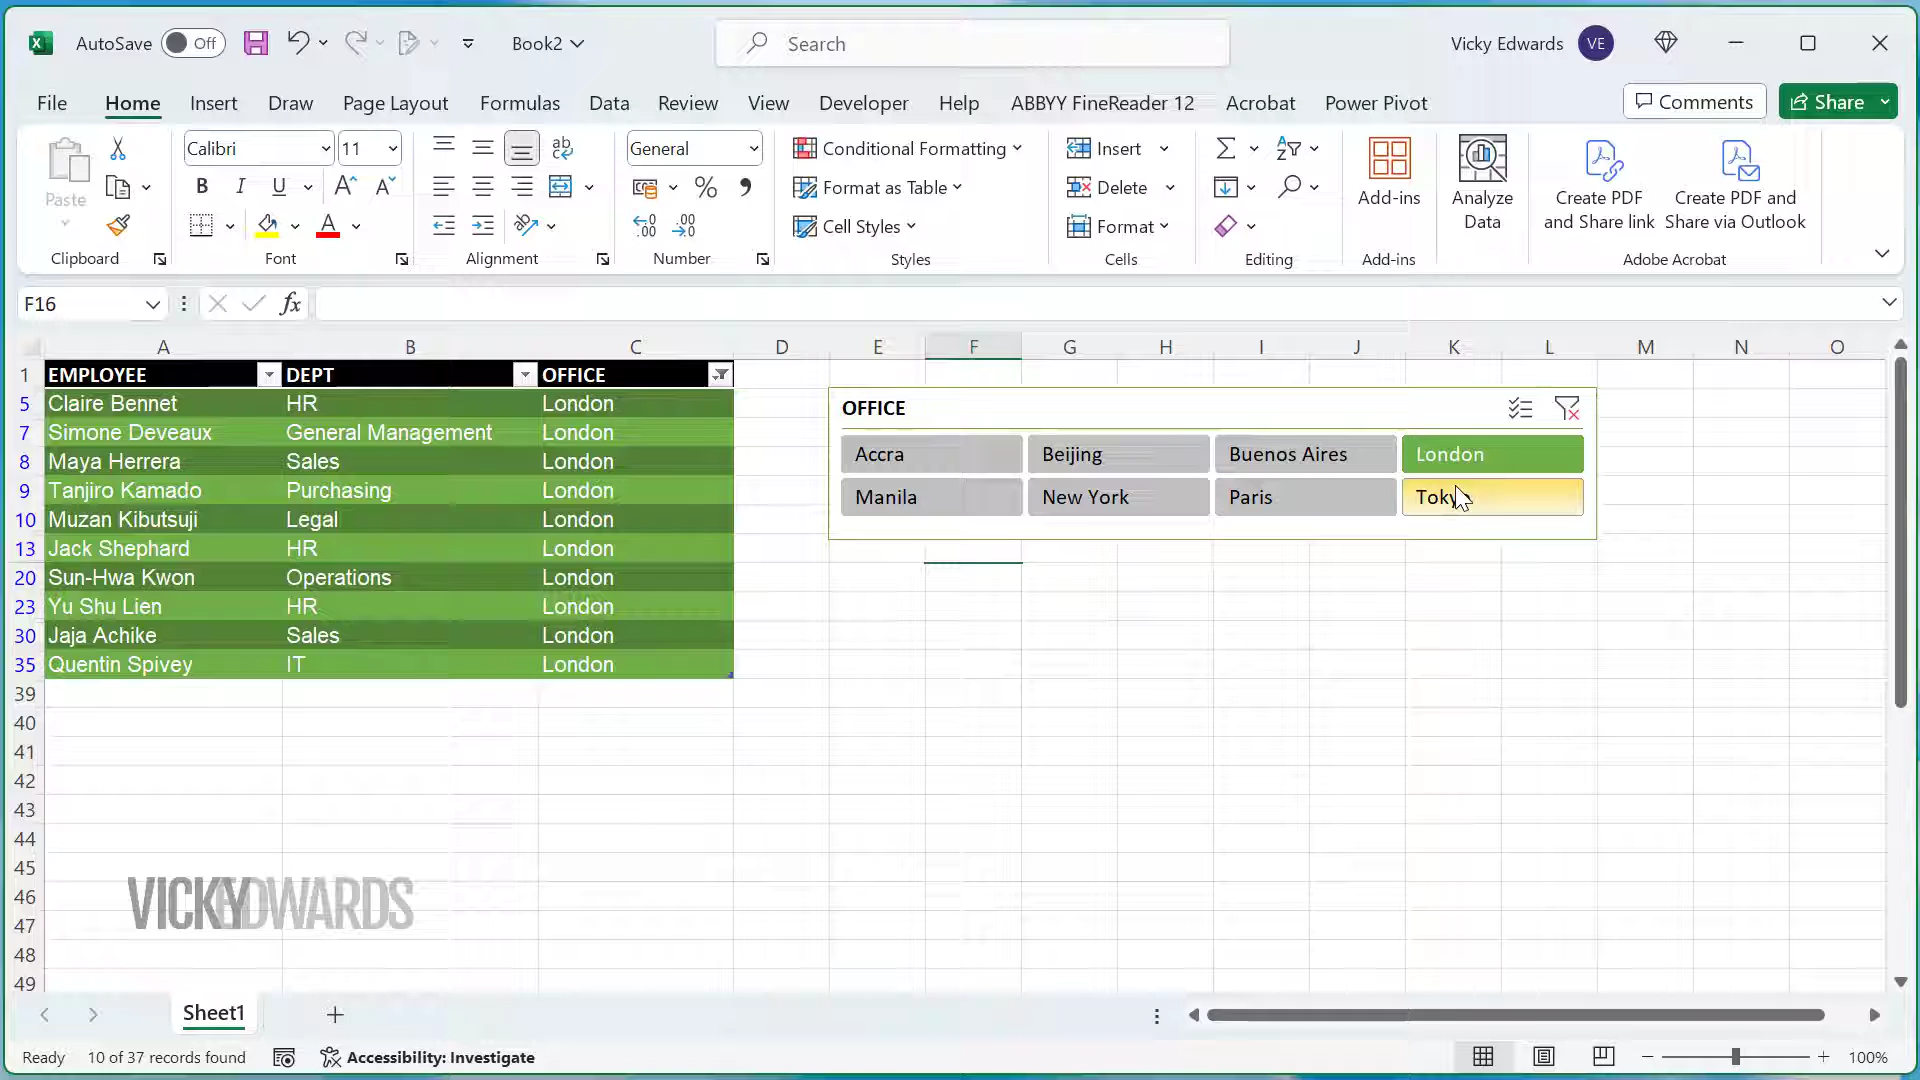 AutoSave Off Book2 Search Vicky Edwards VE
File Home Insert Draw Page Layout Formulas Data Review View Developer Help ABBYY FineReader 12 Acrobat Power Pivot Comments Share
Paste Calibri 11 B I U A A A ab c General % Conditional Formatting Format as Table Cell Styles Insert Delete Format Add-ins Analyze Data Create PDF and Share link Create PDF and Share via Outlook
Clipboard Font Alignment Number Styles Cells Editing Add-ins Adobe Acrobat
F16 fx
A B C D E F G H I J K L M N O
1 EMPLOYEE DEPT OFFICE
5 Claire Bennet HR London
7 Simone Deveaux General Management London
8 Maya Herrera Sales London
9 Tanjiro Kamado Purchasing London
10 Muzan Kibutsuji Legal London
13 Jack Shephard HR London
20 Sun-Hwa Kwon Operations London
23 Yu Shu Lien HR London
30 Jaja Achike Sales London
35 Quentin Spivey IT London
OFFICE
Accra Beijing Buenos Aires London
Manila New York Paris Tokyo
39
40
41
42
43
44
45
46
47
48
49
VICKYEDWARDS
Sheet1
Ready 10 of 37 records found Accessibility: Investigate 100%